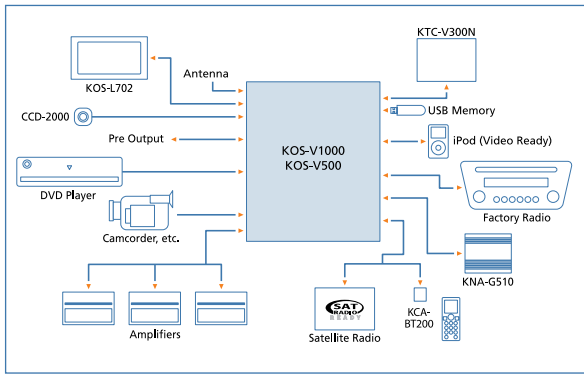 KTC-V300N
KOS-L702
Antenna
CCD-2000
USB Memory
Pre Output
KOS-V1000
KOS-V500
iPod (Video Ready)
DVD Player
Factory Radio
Camcorder, etc.
KNA-G510
SAT
RADIO
READY
Amplifiers
Satellite Radio
KCA-
BT200